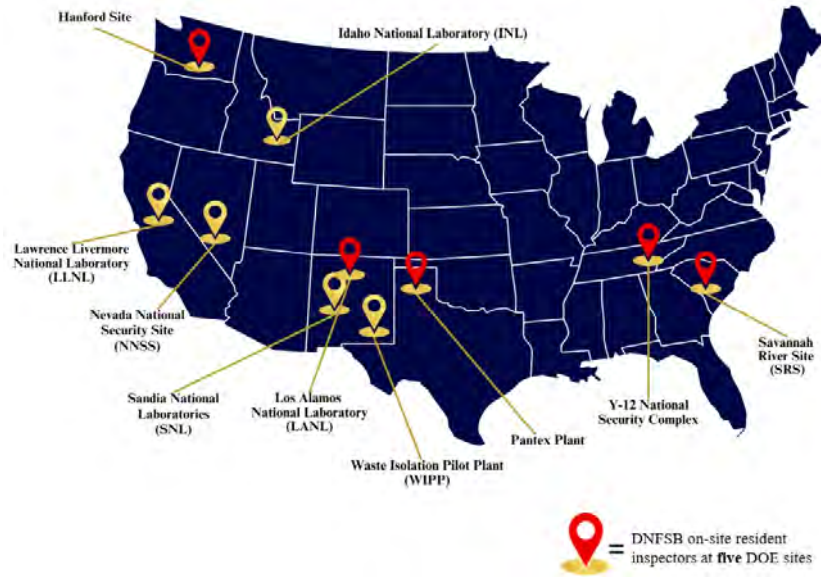 Hanford Site
Idaho National Laboratory (INL)
Lawrence Livermore
National Laboratory
(LLNL)
Nevada National
Security Site
(NNSS)
Sandia National
Laboratories
(SNL)
Los Alamos
National Laboratory
(LANL)
Waste Isolation Pilot Plant
(WIPP)
Pantex Plant
Y-12 National
Security Complex
Savannah
River Site
(SRS)
= DNFSB on-site resident
inspectors at five DOE sites